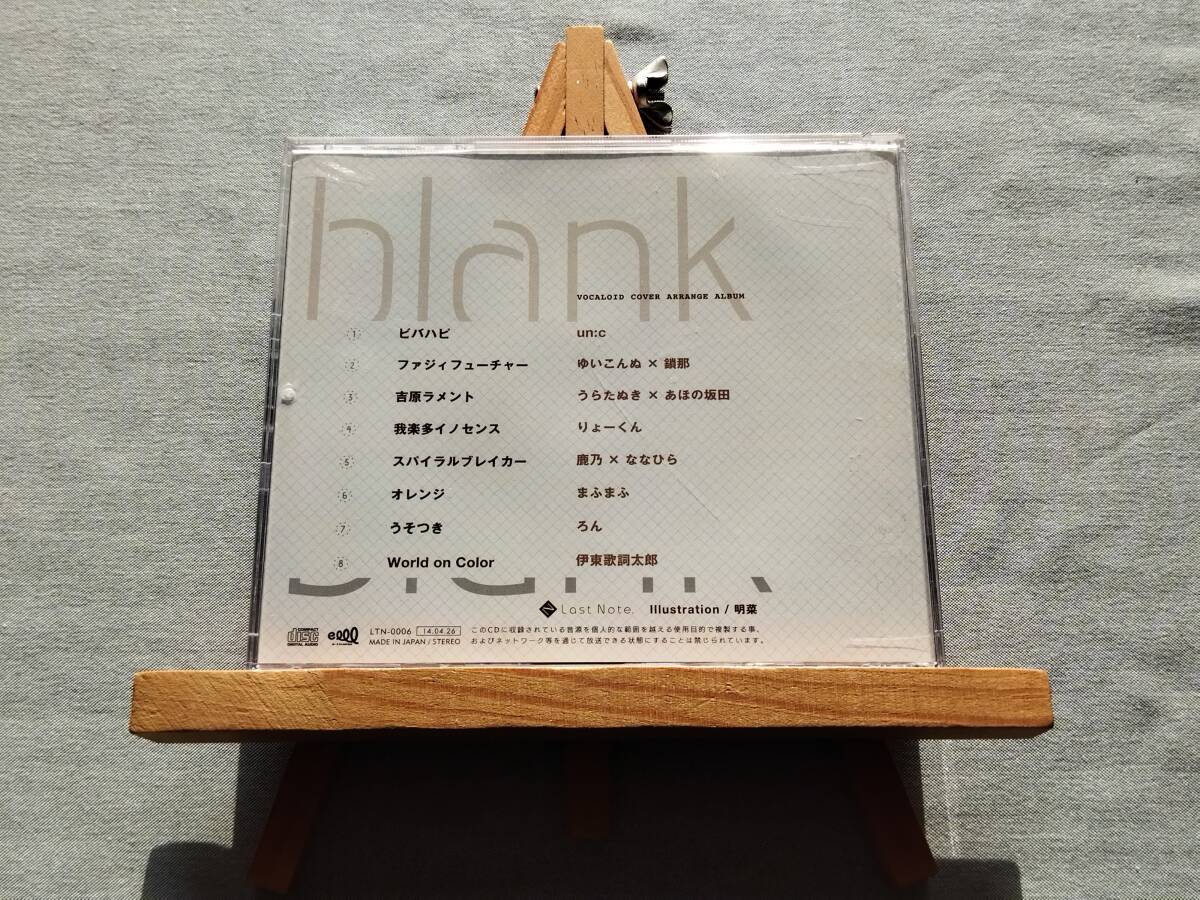 blank
VOCALOID COVER ARRANGE ALBUM
1 ビバハピ un:c
2 ファジィフューチャー ゆいこんぬ × 鎖那
3 吉原ラメント うらたぬき × あほの坂田
4 我楽多イノセンス りょーくん
5 スパイラルブレイカー 鹿乃 × ななひら
6 オレンジ まふまふ
7 うそつき ろん
8 World on Color 伊東歌詞太郎
Last Note. Illustration / 明菜
COMPACT disc DIGITAL AUDIO
LTN-0006 14.04.26
MADE IN JAPAN / STEREO
このCDに収録されている音源を個人的な範囲を越える使用目的で複製する事、
およびネットワーク等を通じて放送できる状態にすることは禁じられています。